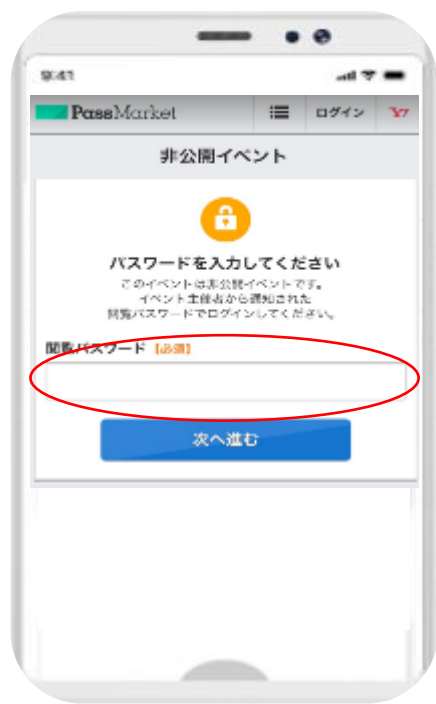 9:41
PassMarket
ログイン
Y?
非公開イベント
パスワードを入力してください
このイベントは非公開イベントです。
イベント主催者から通知された
閲覧パスワードでログインしてください。
閲覧パスワード [必須]
次へ進む